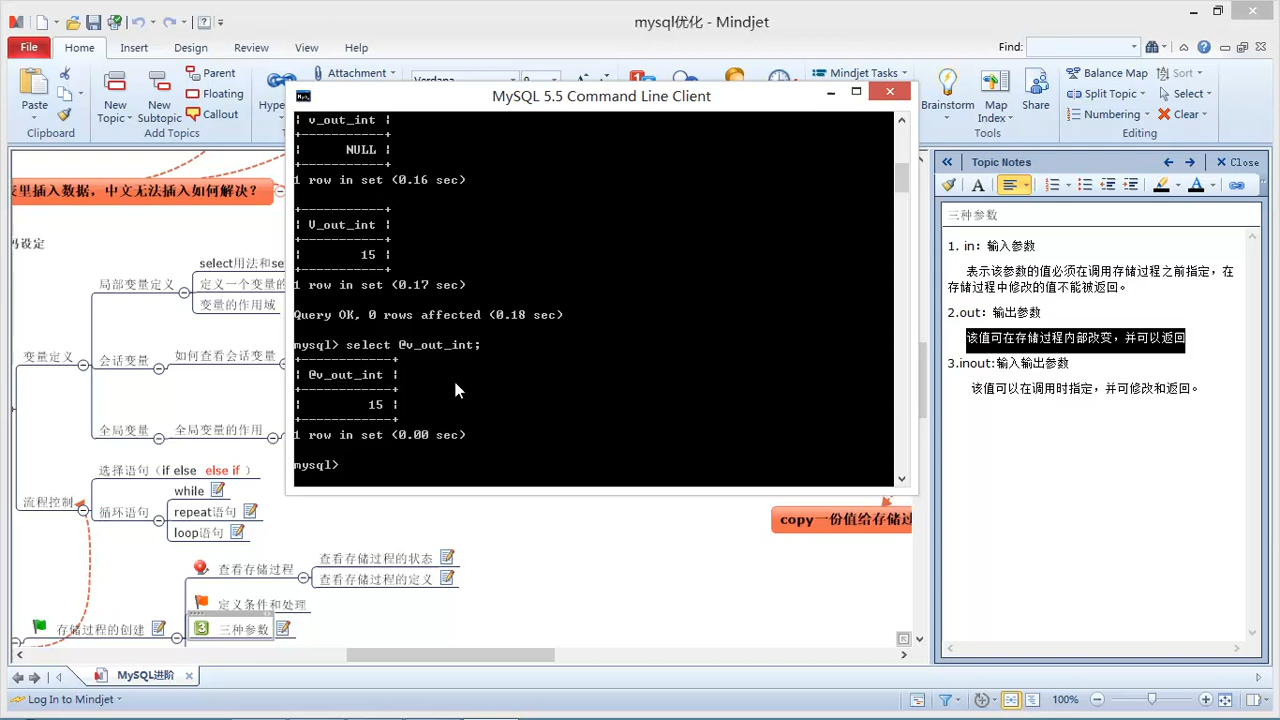 mysql优化 - Mindjet
File
Home
Insert
Design
Review
View
Help
Find:
Paste
Clipboard
New Topic
New Subtopic
Parent
Floating
Callout
Add Topics
Attachment
Mindjet Tasks
Brainstorm
Map Index
Share
Tools
Balance Map
Split Topic
Numbering
Sort
Select
Clear
Editing
MySQL 5.5 Command Line Client
| v_out_int |
+-----------+
| NULL |
+-----------+
1 row in set (0.16 sec)
+-----------+
| V_out_int |
+-----------+
| 15 |
+-----------+
1 row in set (0.17 sec)
Query OK, 0 rows affected (0.18 sec)
mysql> select @v_out_int;
+------------+
| @v_out_int |
+------------+
| 15 |
+------------+
1 row in set (0.00 sec)
mysql>
里插入数据，中文无法插入如何解决？
设定
select用法和se
局部变量定义
定义一个变量的
变量的作用域
变量定义
会话变量
如何查看会话变量
全局变量
全局变量的作用
选择语句（if else else if ）
流程控制
while
循环语句
repeat语句
loop语句
copy一份值给存储过
查看存储过程
查看存储过程的状态
查看存储过程的定义
定义条件和处理
存储过程的创建
3 三种参数
Topic Notes
Close
三种参数
1. in：输入参数
表示该参数的值必须在调用存储过程之前指定，在
存储过程中修改的值不能被返回。
2.out：输出参数
该值可在存储过程内部改变，并可以返回
3.inout:输入输出参数
该值可以在调用时指定，并可修改和返回。
MySQL进阶
Log In to Mindjet
100%